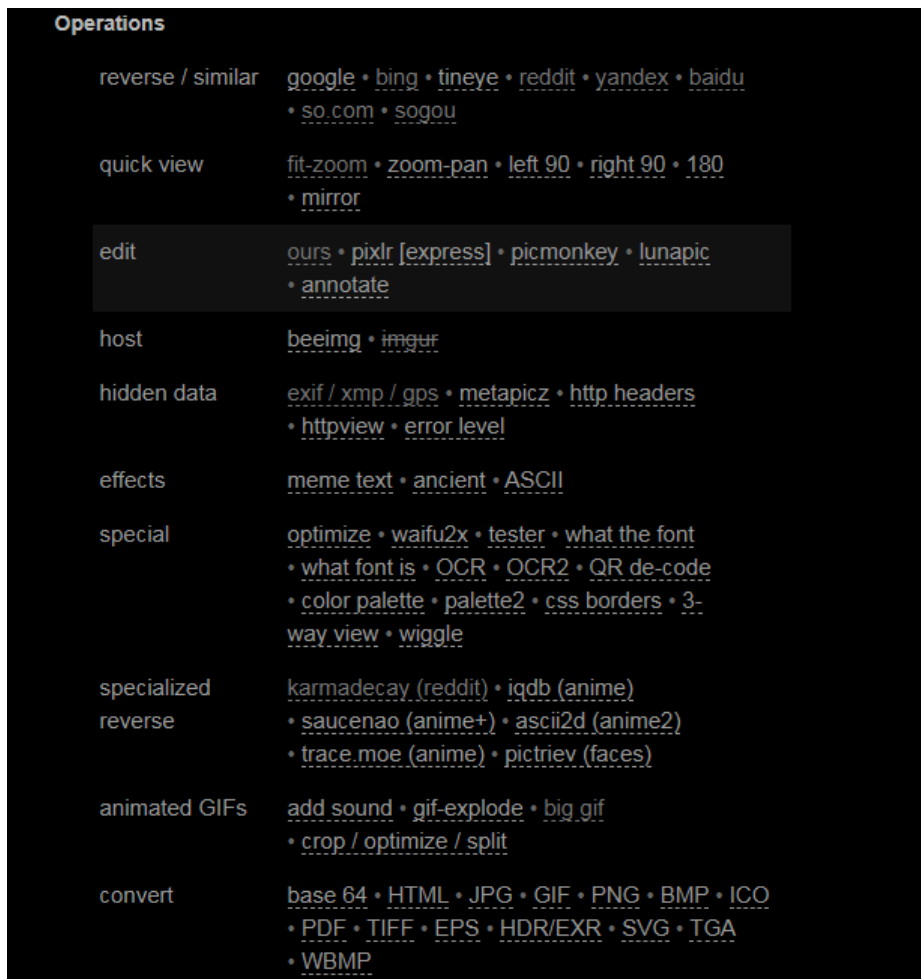 Operations
reverse / similar google • bing • tineye • reddit • yandex • baidu
• so.com • sogou
quick view fit-zoom • zoom-pan • left 90 • right 90 • 180
• mirror
edit ours • pixlr [express] • picmonkey • lunapic
• annotate
host beeimg • imgur
hidden data exif / xmp / gps • metapicz • http headers
• httpview • error level
effects meme text • ancient • ASCII
special optimize • waifu2x • tester • what the font
• what font is • OCR • OCR2 • QR de-code
• color palette • palette2 • css borders • 3-
way view • wiggle
specialized karmadecay (reddit) • iqdb (anime)
reverse • saucenao (anime+) • ascii2d (anime2)
• trace.moe (anime) • pictriev (faces)
animated GIFs add sound • gif-explode • big gif
• crop / optimize / split
convert base 64 • HTML • JPG • GIF • PNG • BMP • ICO
• PDF • TIFF • EPS • HDR/EXR • SVG • TGA
• WBMP